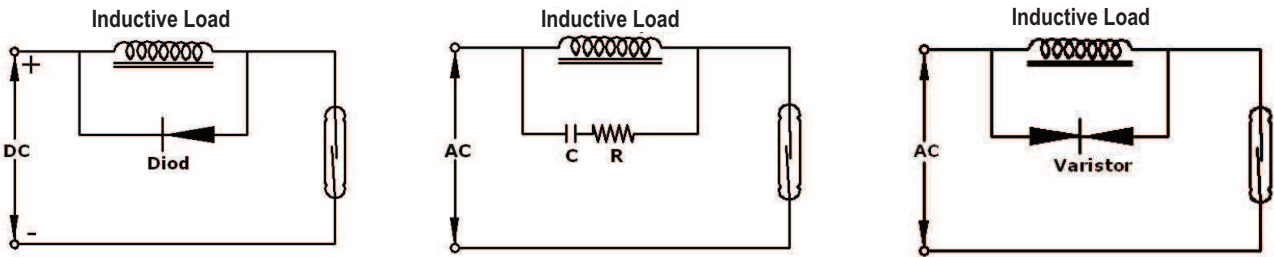 Inductive Load
+
DC
Diod
-
Inductive Load
AC
C R
Inductive Load
AC
Varistor